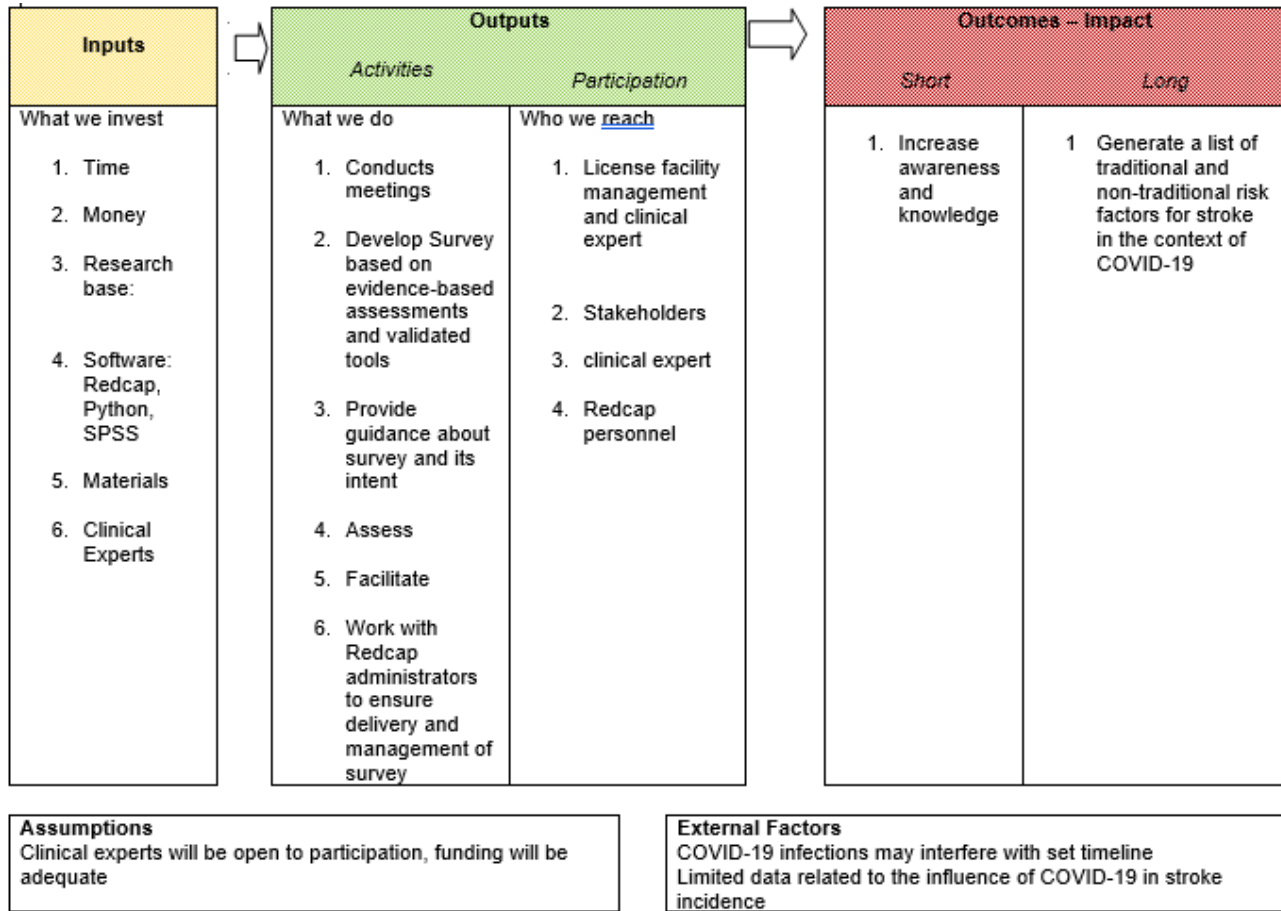 Inputs
What we invest
1. Time
2. Money
3. Research
base:
4. Software:
Redcap,
Python,
SPSS
5. Materials
6. Clinical
Experts
Outputs
Activities
Participation
What we do
1. Conducts
meetings
2. Develop Survey
based on
evidence-based
assessments
and validated
tools
3. Provide
guidance about
survey and its
intent
4. Assess
5. Facilitate
6. Work with
Redcap
administrators
to ensure
delivery and
management of
survey
Who we reach
1. License facility
management
and clinical
expert
2. Stakeholders
3. clinical expert
4. Redcap
personnel
Outcomes – Impact
Short
Long
1. Increase
awareness
and
knowledge
1 Generate a list of
traditional and
non-traditional risk
factors for stroke
in the context of
COVID-19
Assumptions
Clinical experts will be open to participation, funding will be
adequate
External Factors
COVID-19 infections may interfere with set timeline
Limited data related to the influence of COVID-19 in stroke
incidence